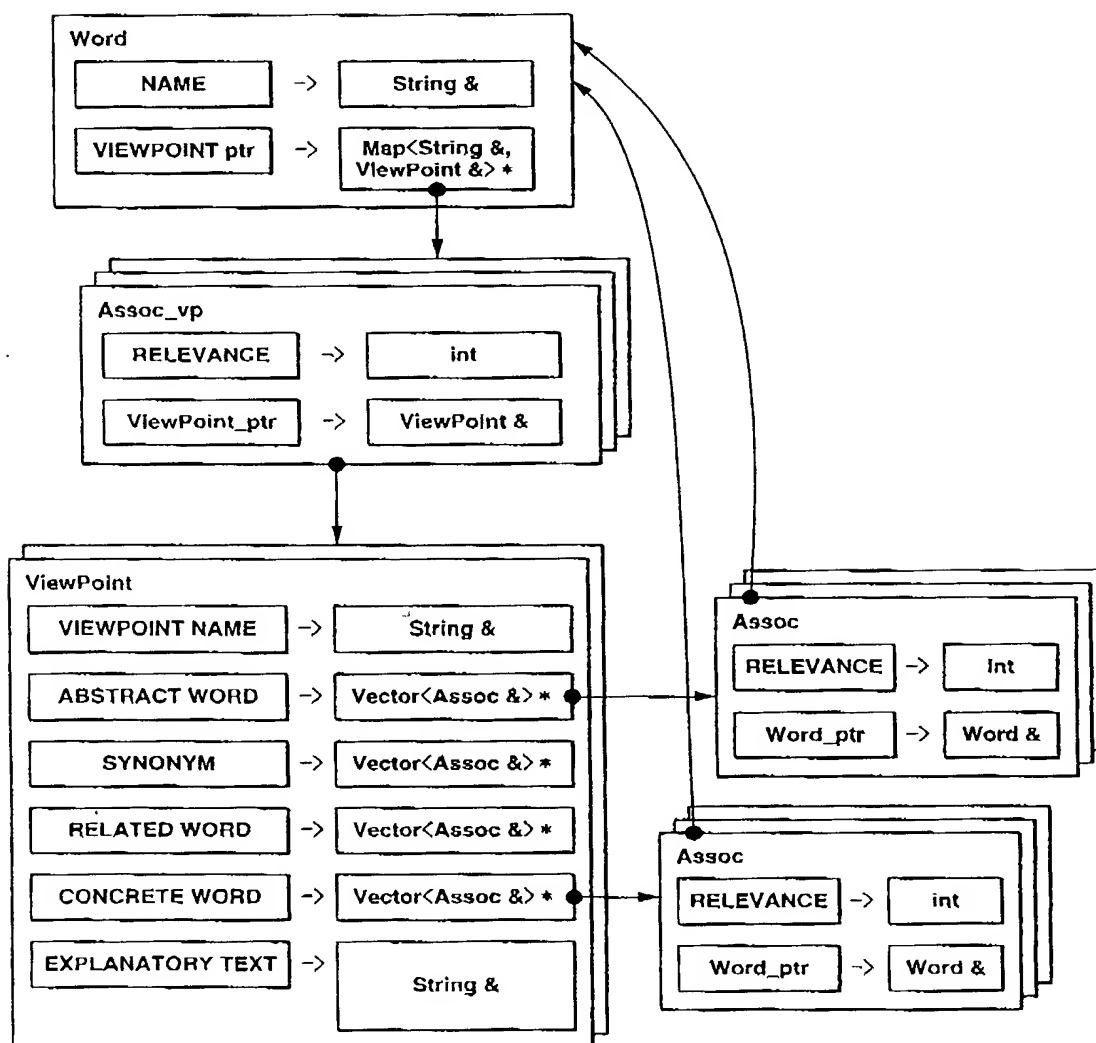 Word
NAME -> String &
VIEWPOINT ptr -> Map<String &,
ViewPoint &> *
Assoc_vp
RELEVANCE -> int
ViewPoint_ptr -> ViewPoint &
ViewPoint
VIEWPOINT NAME -> String &
ABSTRACT WORD -> Vector<Assoc &> *
SYNONYM -> Vector<Assoc &> *
RELATED WORD -> Vector<Assoc &> *
CONCRETE WORD -> Vector<Assoc &> *
EXPLANATORY TEXT -> String &
Assoc
RELEVANCE -> int
Word_ptr -> Word &
Assoc
RELEVANCE -> int
Word_ptr -> Word &